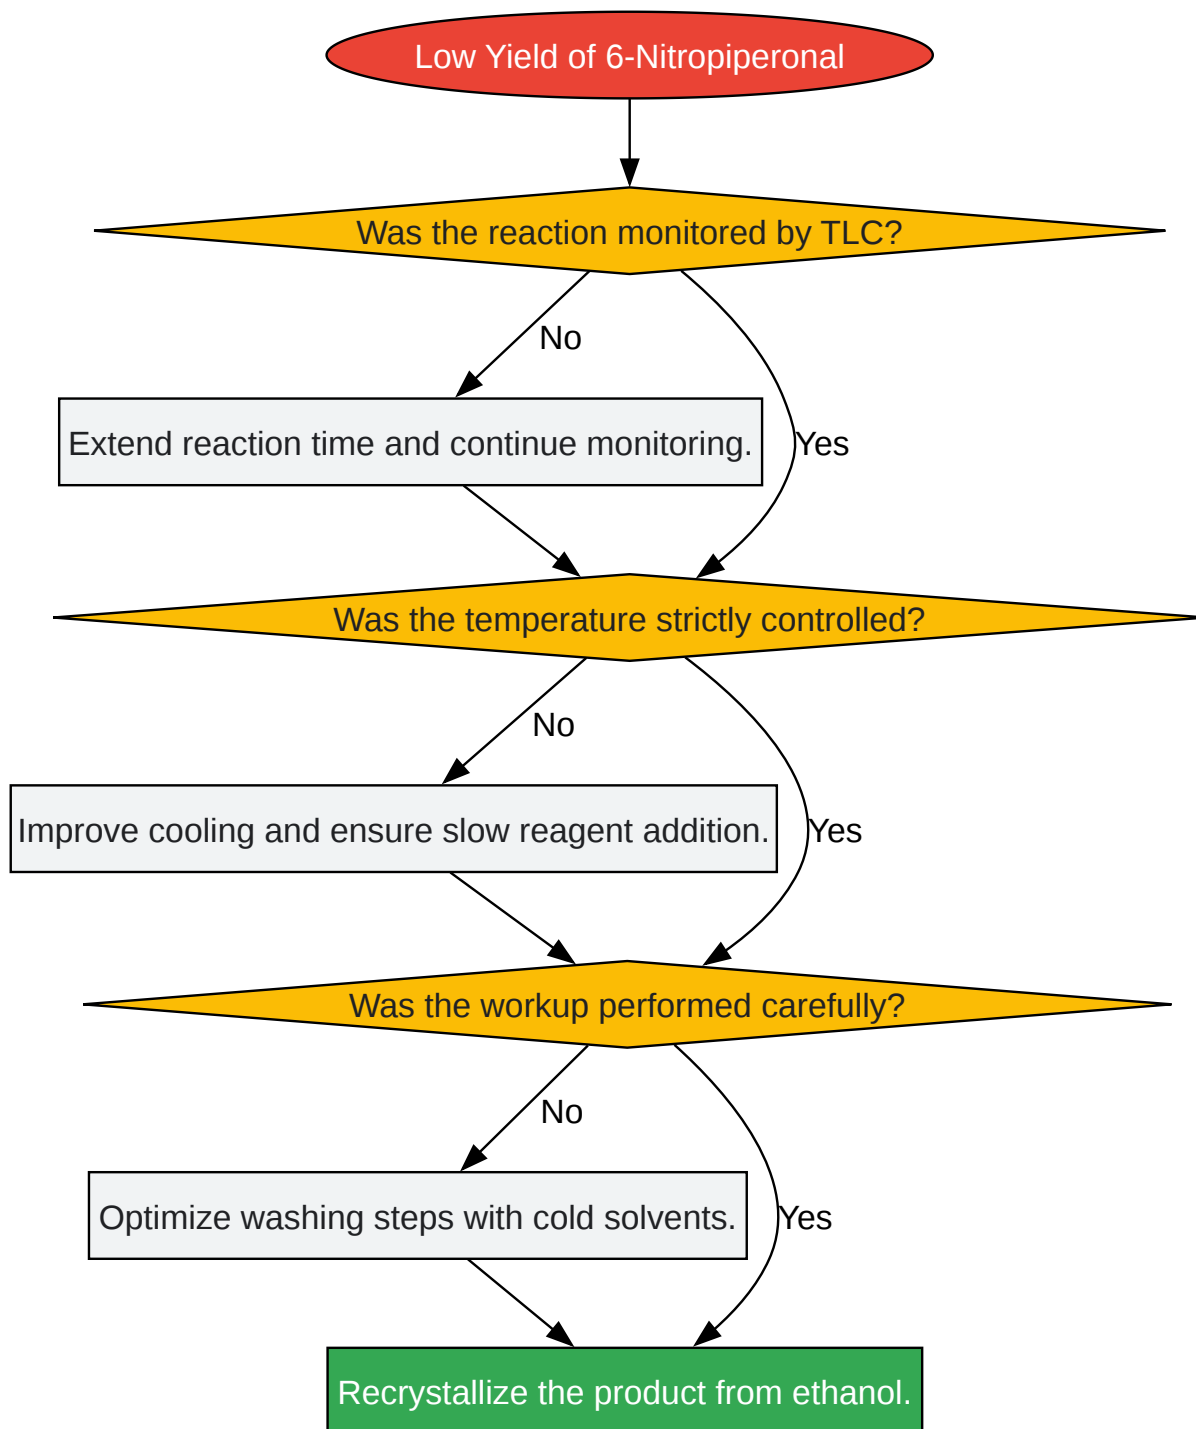 Low Yield of 6-Nitropiperonal
Was the reaction monitored by TLC?
No
Extend reaction time and continue monitoring.
Yes
Was the temperature strictly controlled?
No
Improve cooling and ensure slow reagent addition.
Yes
Was the workup performed carefully?
No
Optimize washing steps with cold solvents.
Yes
Recrystallize the product from ethanol.